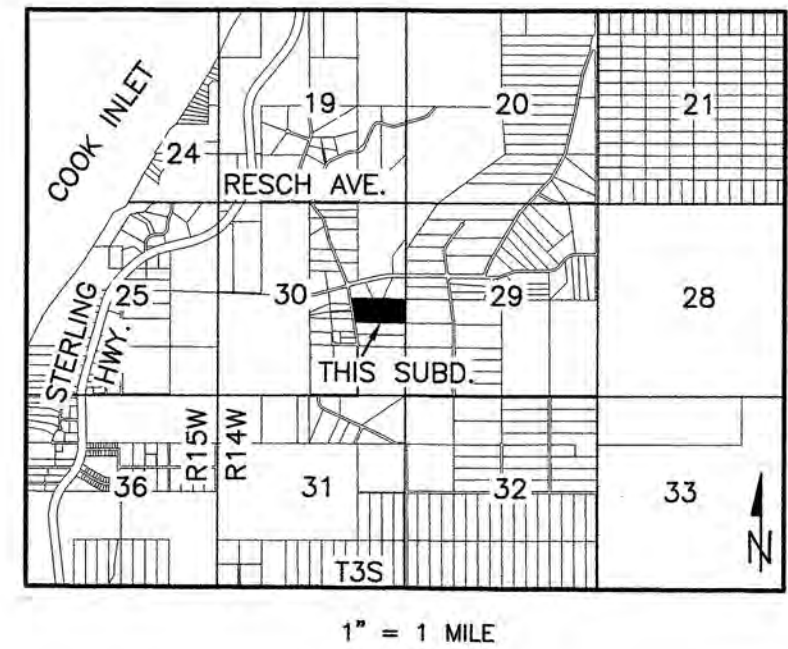 COOK INLET
19
20
21
24
RESCH AVE.
STERLING
HWY.
25
30
29
28
THIS SUBD.
R15W
R14W
36
31
32
33
T3S
N
1" = 1 MILE